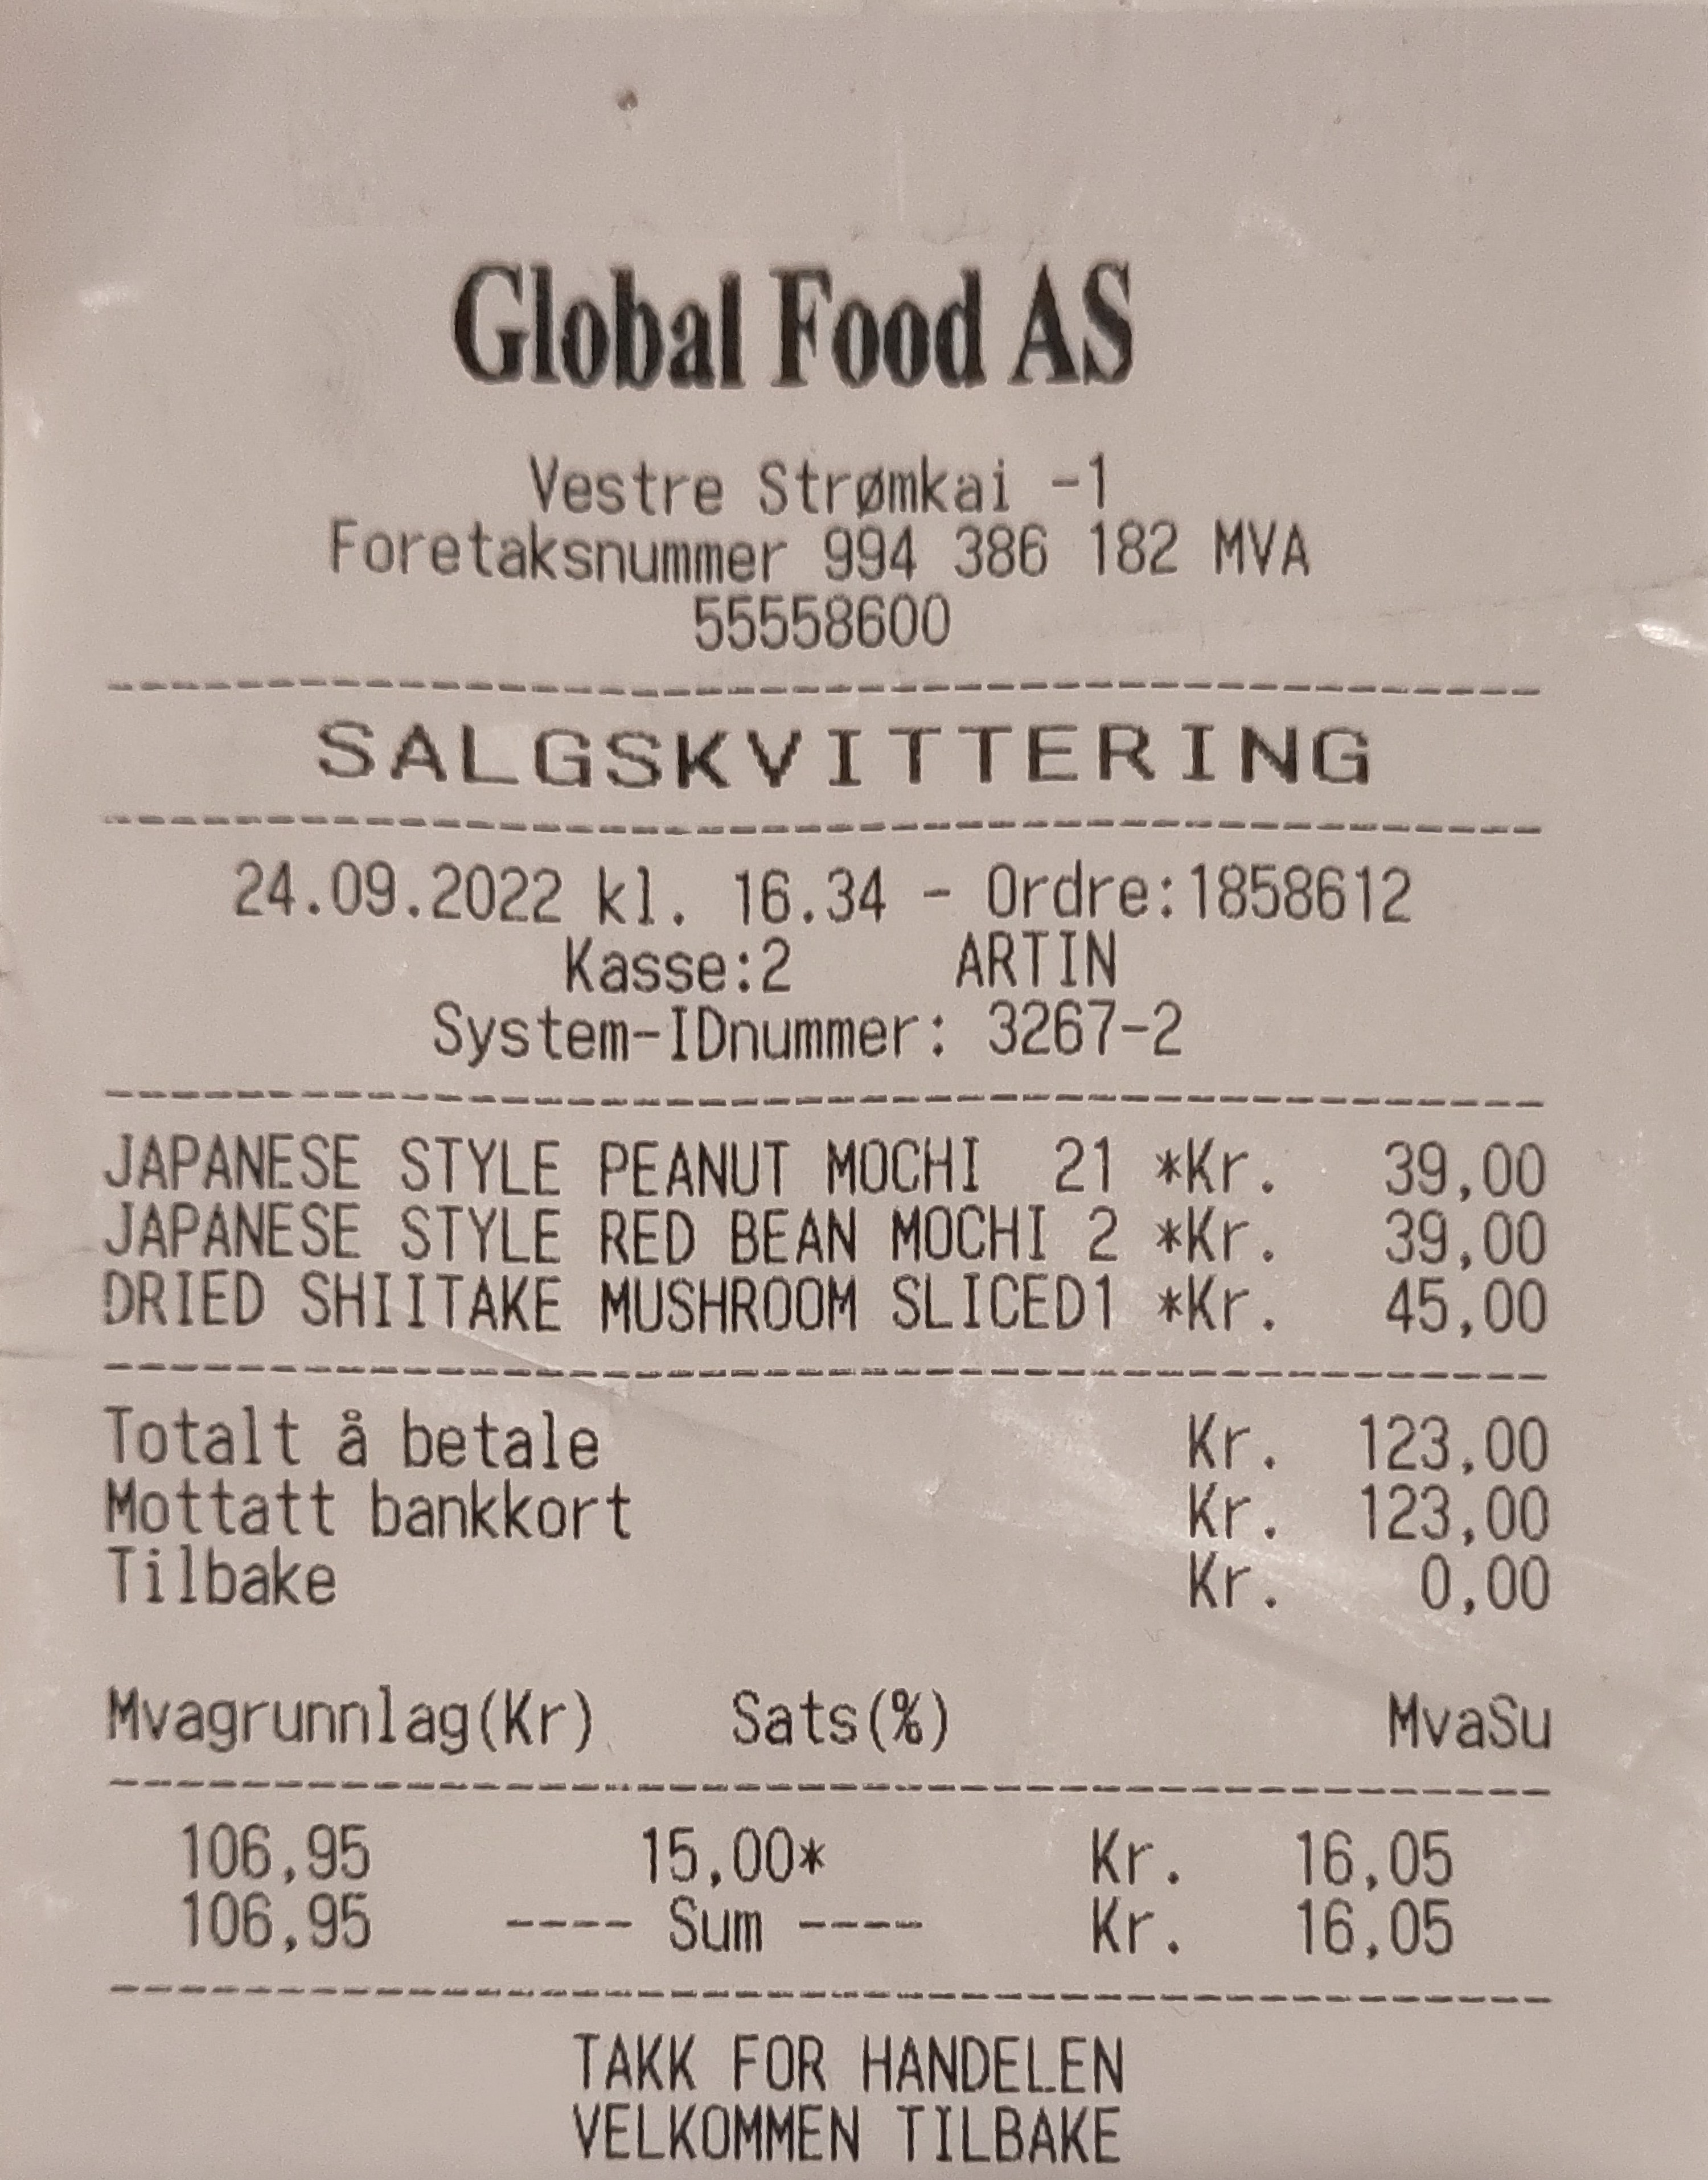 Global Food AS
Vestre Strømkai -1
Foretaksnummer 994 386 182 MVA
55558600
SALGSKVITTERING
24.09.2022 kl. 16.34 - Ordre:1858612
Kasse:2 ARTIN
System-IDnummer: 3267-2
JAPANESE STYLE PEANUT MOCHI 21 *Kr. 39,00
JAPANESE STYLE RED BEAN MOCHI 2 *Kr. 39,00
DRIED SHIITAKE MUSHROOM SLICED1 *Kr. 45,00
Totalt å betale Kr. 123,00
Mottatt bankkort Kr. 123,00
Tilbake Kr. 0,00
Mvagrunnlag(Kr) Sats(%) MvaSu
106,95 15,00* Kr. 16,05
106,95 ---- Sum ---- Kr. 16,05
TAKK FOR HANDELEN
VELKOMMEN TILBAKE